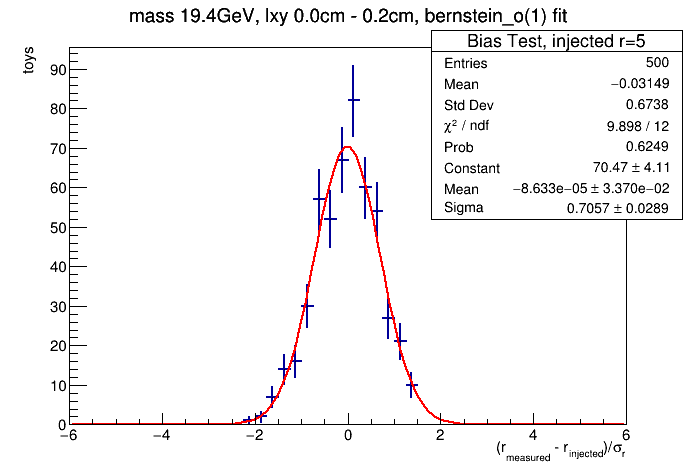 mass 19.4GeV, lxy 0.0cm - 0.2cm, bernstein_o(1) fit
toys
Bias Test, injected r=5
Entries 500
Mean −0.03149
Std Dev 0.6738
χ² / ndf 9.898 / 12
Prob 0.6249
Constant 70.47 ± 4.11
Mean −8.633e−05 ± 3.370e−02
Sigma 0.7057 ± 0.0289
90
80
70
60
50
40
30
20
10
0
−6 −4 −2 0 2 4 6
(r_measured - r_injected)/σ_r